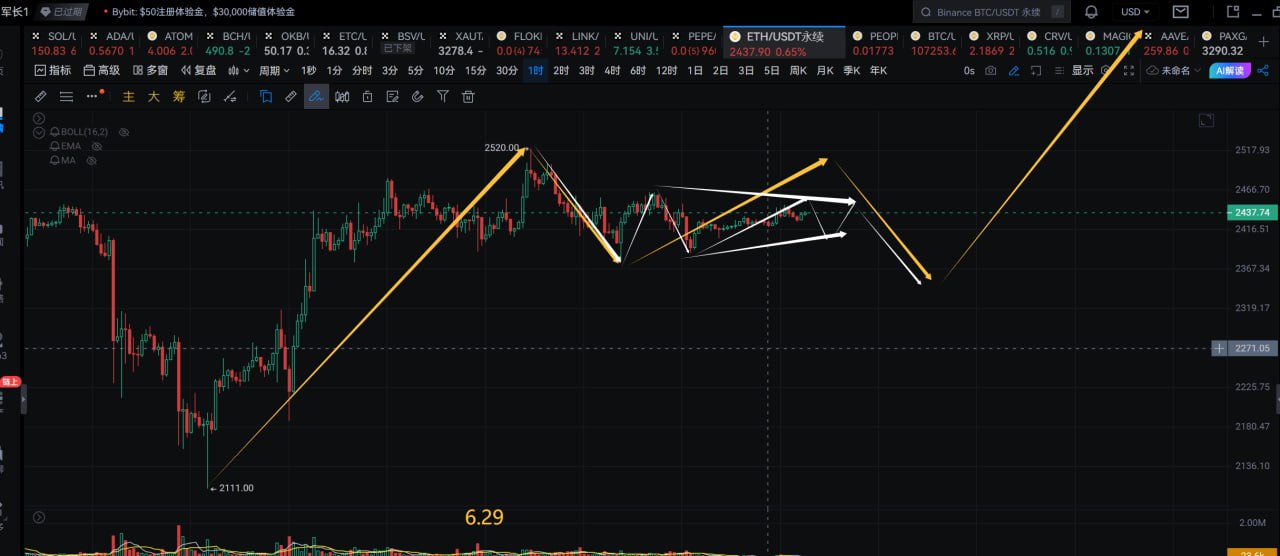 军长1 已过期 Bybit: $50注册体验金，$30,000储值体验金 Binance BTC/USDT 永续 / USD
SOL/U ADA/U ATOM BCH/U OKB/U ETC/U BSV/U XAUT FLOKI LINK/ UNI/U PEPE/ ETH/USDT永续 PEOPI BTC/U XRP/U CRV/U MAGI AAVE PAXG
150.83 0.5670 4.006 490.8 50.17 16.32 已下架 3278.4 13.412 7.154 2437.90 0.65% 0.01773 107253.6 2.1869 0.516 0.1307 259.86 3290.32
指标 高级 多窗 复盘 周期 1秒 1分 分时 3分 5分 10分 15分 30分 1时 2时 3时 4时 6时 12时 1日 2日 3日 5日 周K 月K 季K 年K 0s 显示 未命名 AI解读
主 大 筹
BOLL(16,2)
EMA
MA
2520.00
2517.93
2466.70
2437.74
2416.51
2367.34
2319.17
2271.05
链上
2225.75
2180.47
2136.10
2111.00
6.29
2.00M